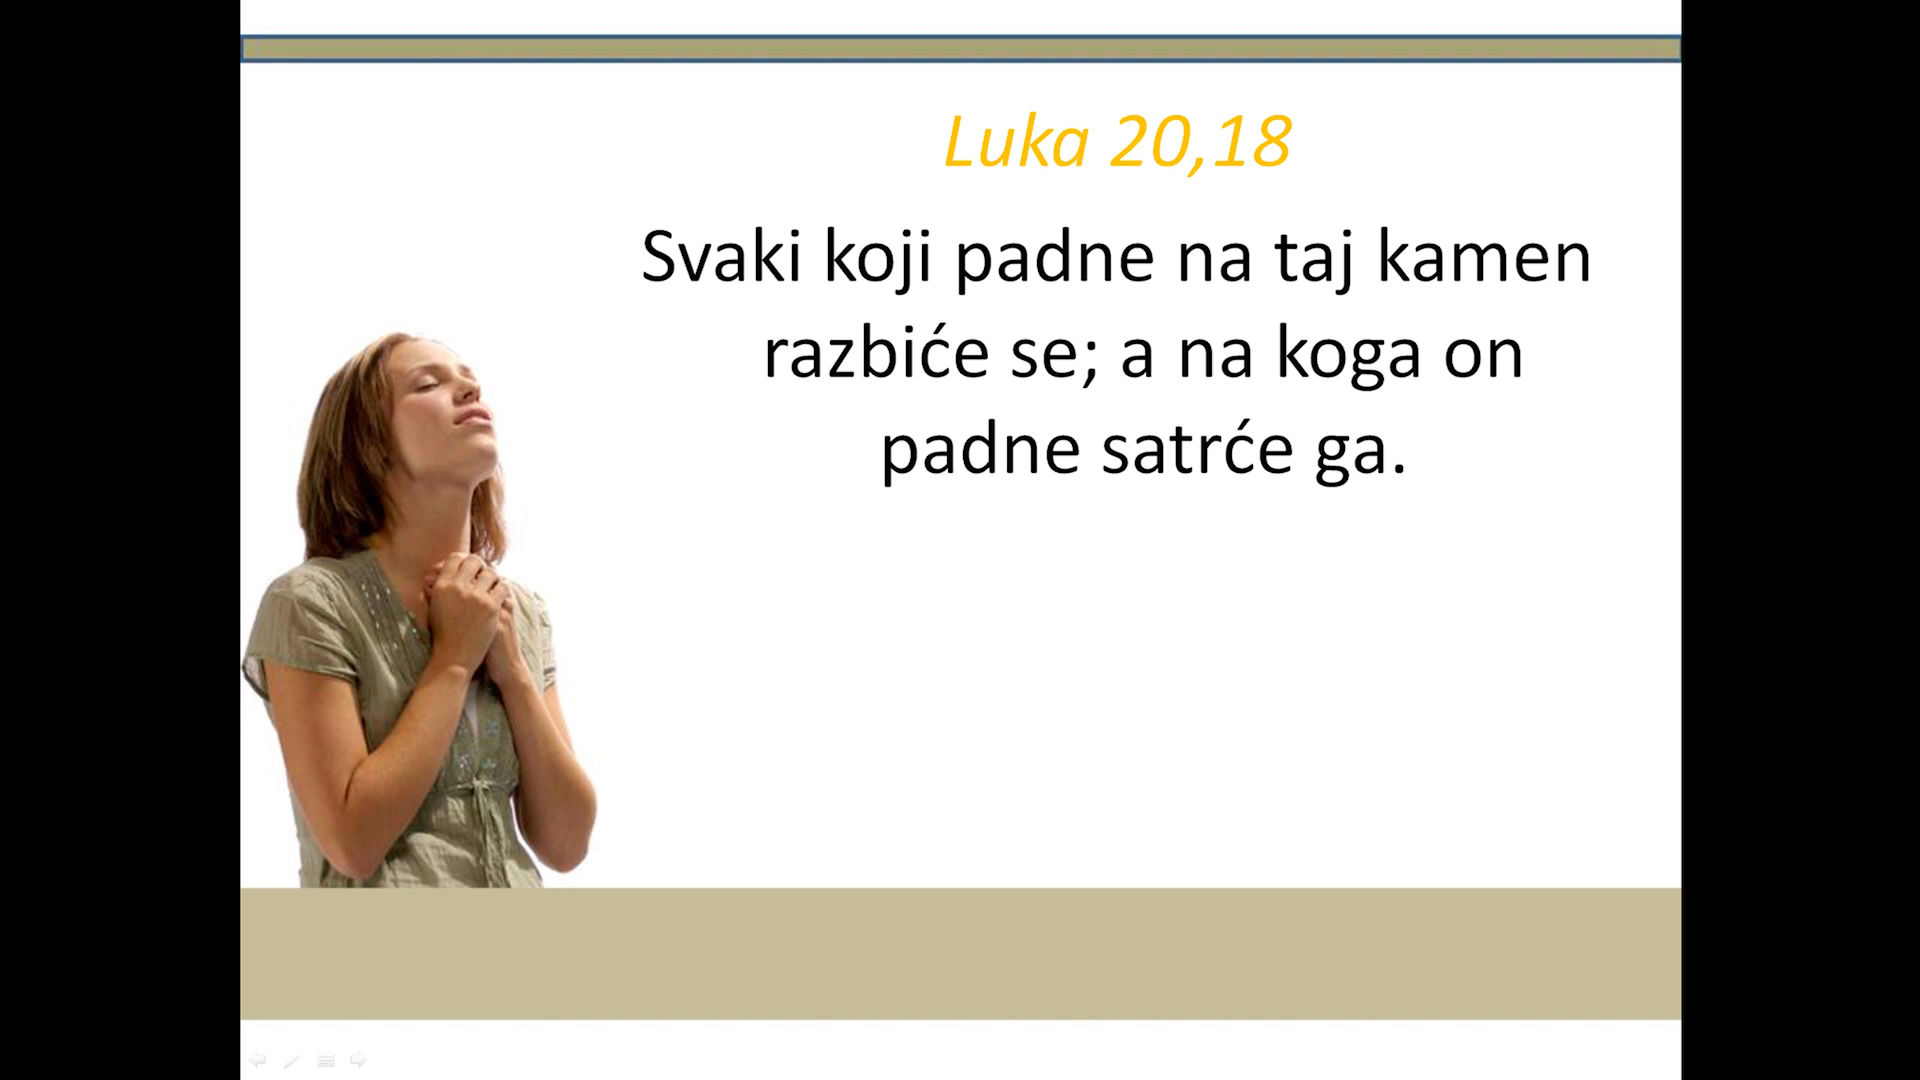 Luka 20,18
Svaki koji padne na taj kamen
razbiće se; a na koga on
padne satrće ga.